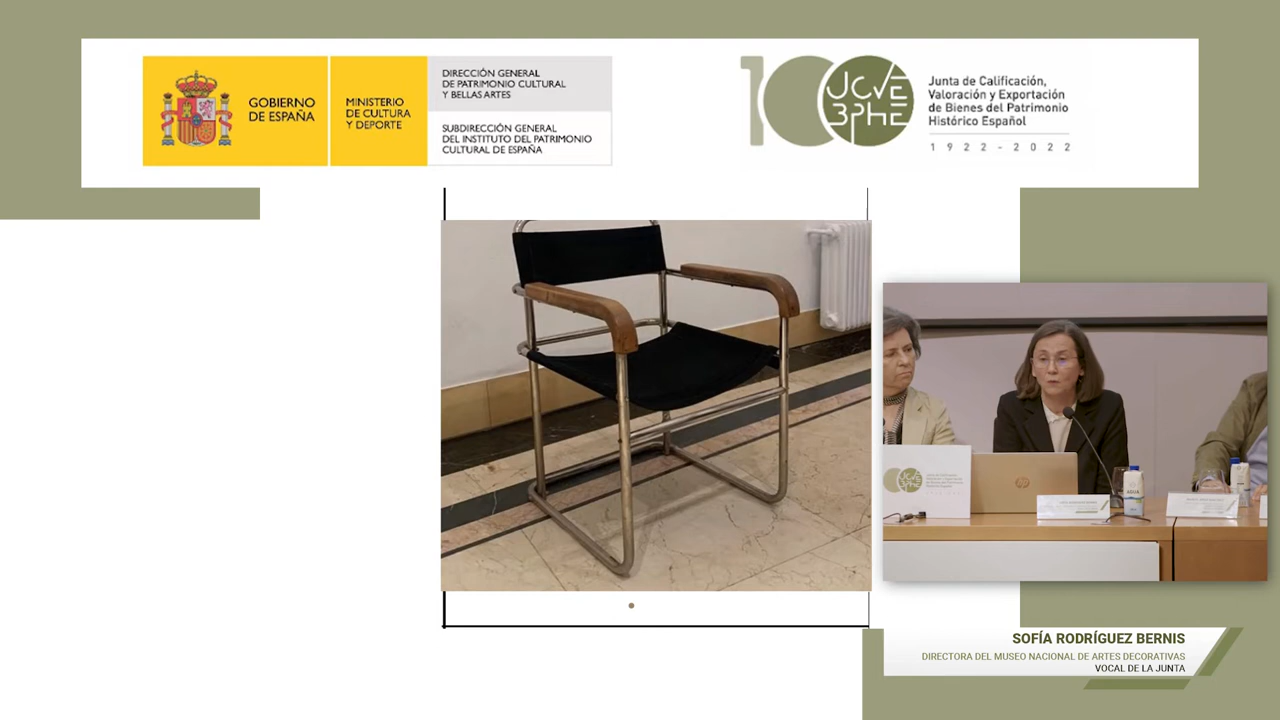 GOBIERNO
DE ESPAÑA
MINISTERIO
DE CULTURA
Y DEPORTE
DIRECCIÓN GENERAL
DE PATRIMONIO CULTURAL
Y BELLAS ARTES
SUBDIRECCIÓN GENERAL
DEL INSTITUTO DEL PATRIMONIO
CULTURAL DE ESPAÑA
100
JCVE
BPHE
Junta de Calificación,
Valoración y Exportación
de Bienes del Patrimonio
Histórico Español
1922-2022
AGUA
SOFÍA RODRÍGUEZ BERNIS
DIRECTORA DEL MUSEO NACIONAL DE ARTES DECORATIVAS
VOCAL DE LA JUNTA